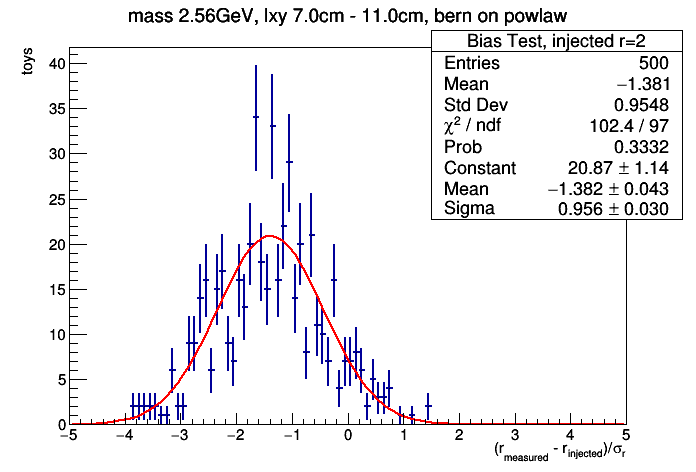 mass 2.56GeV, lxy 7.0cm - 11.0cm, bern on powlaw
Bias Test, injected r=2
Entries 500
Mean −1.381
Std Dev 0.9548
χ² / ndf 102.4 / 97
Prob 0.3332
Constant 20.87 ± 1.14
Mean −1.382 ± 0.043
Sigma 0.956 ± 0.030
toys
40
35
30
25
20
15
10
5
0
−5 −4 −3 −2 −1 0 1 2 3 4 5
(r_measured - r_injected)/σ_r